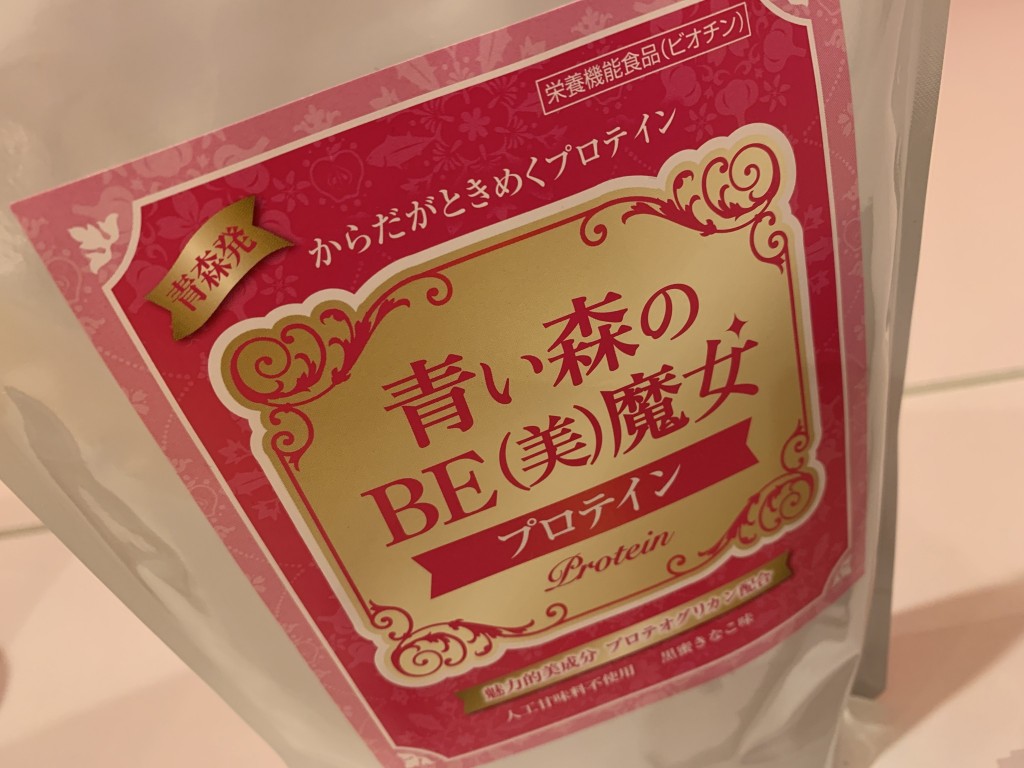 栄養機能食品(ビオチン)
からだがときめくプロテイン
青森発
青い森の
BE(美)魔女
プロテイン
Protein
魅力的美成分 プロテオグリカン配合
人工甘味料不使用 黒蜜きなこ味